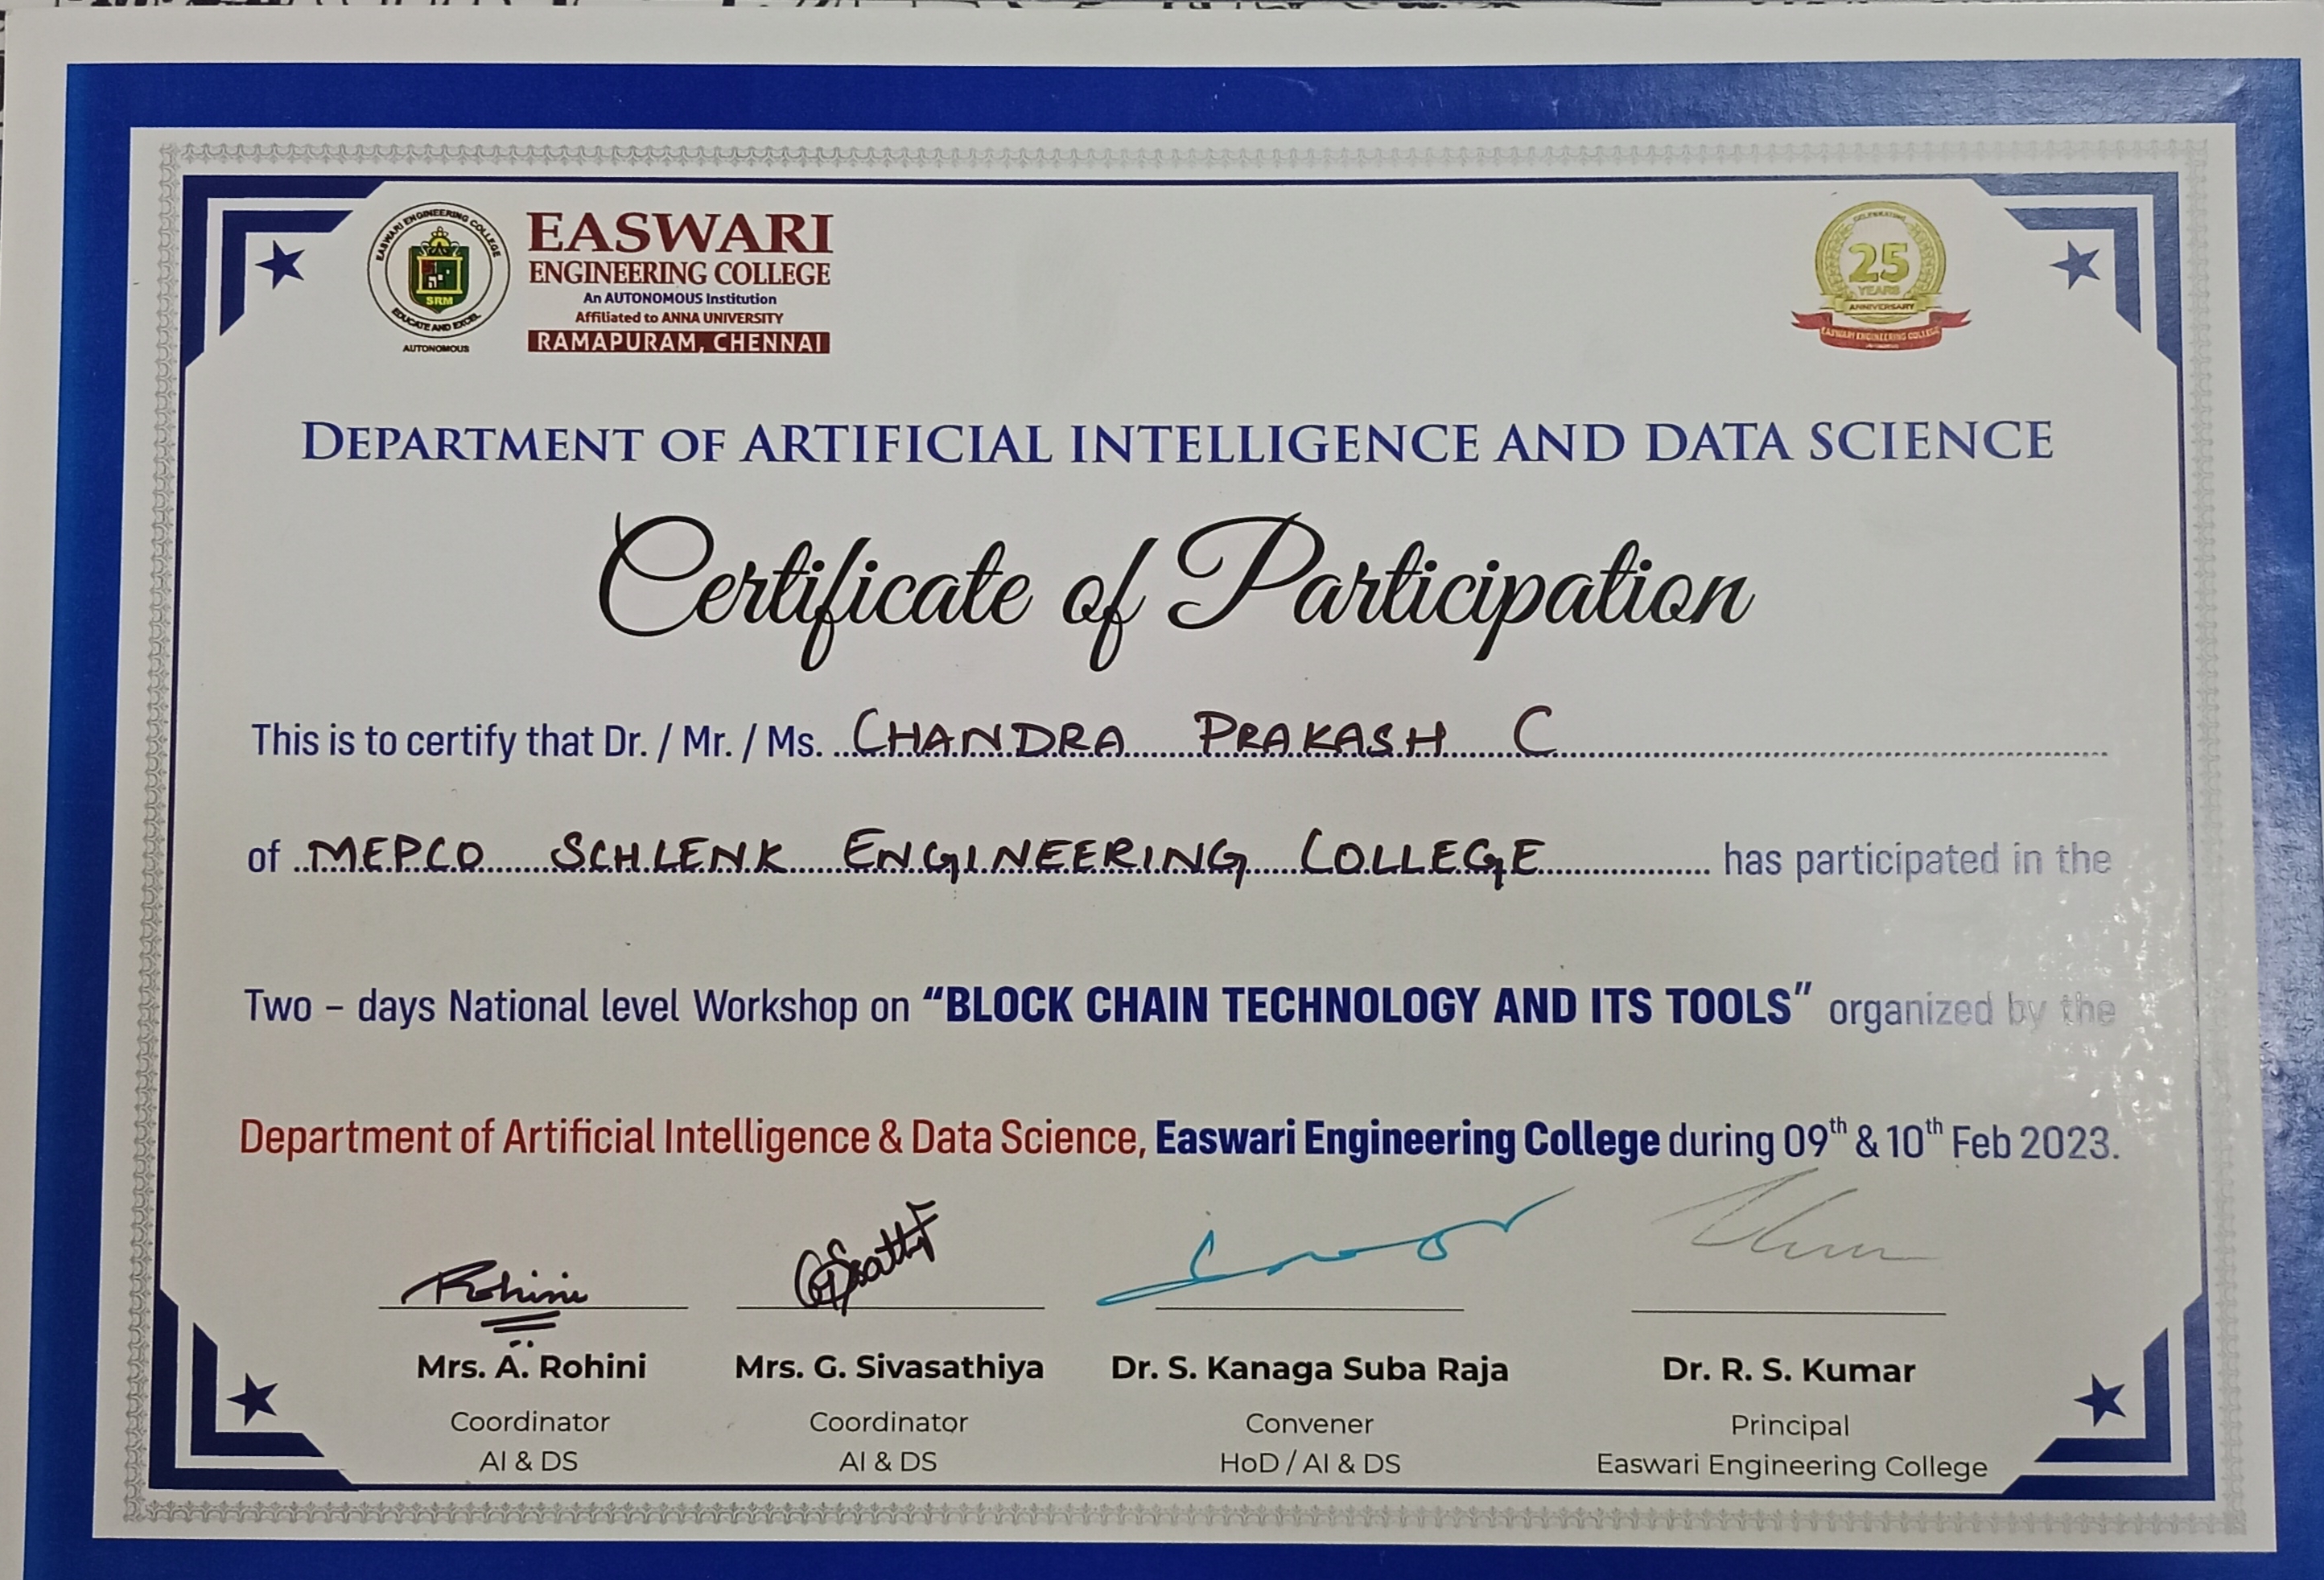 EASWARI ENGINEERING COLLEGE
SRM
EDUCATE AND EXCEL
AUTONOMOUS
EASWARI
ENGINEERING COLLEGE
An AUTONOMOUS Institution
Affiliated to ANNA UNIVERSITY
RAMAPURAM, CHENNAI
CELEBRATING
25
YEARS
ANNIVERSARY
EASWARI ENGINEERING COLLEGE
DEPARTMENT OF ARTIFICIAL INTELLIGENCE AND DATA SCIENCE
Certificate of Participation
This is to certify that Dr. / Mr. / Ms. CHANDRA PRAKASH C
of MEPCO SCHLENK ENGINEERING COLLEGE has participated in the
Two – days National level Workshop on “BLOCK CHAIN TECHNOLOGY AND ITS TOOLS” organized by the
Department of Artificial Intelligence & Data Science, Easwari Engineering College during 09th & 10th Feb 2023.
Rohini
Mrs. A. Rohini Mrs. G. Sivasathiya Dr. S. Kanaga Suba Raja Dr. R. S. Kumar
Coordinator Coordinator Convener Principal
AI & DS AI & DS HoD / AI & DS Easwari Engineering College